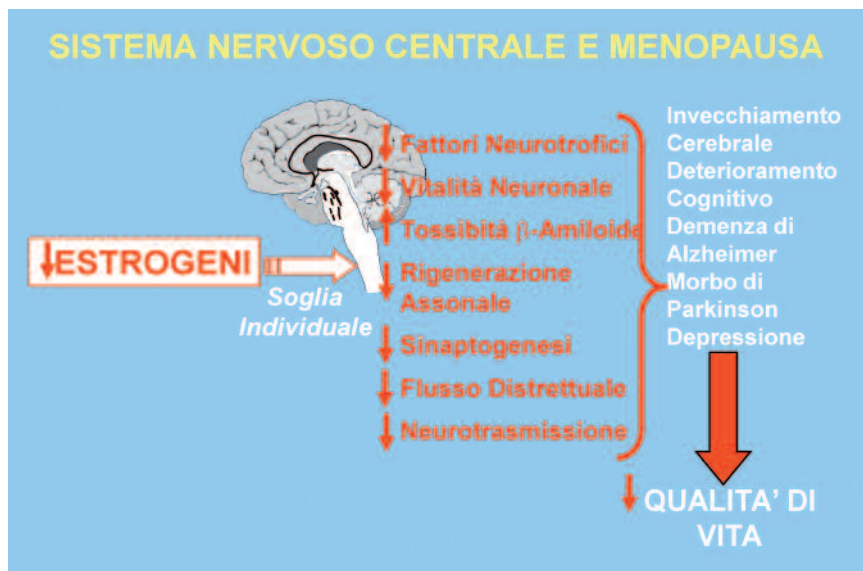 SISTEMA NERVOSO CENTRALE E MENOPAUSA
↓ESTROGENI
Soglia
Individuale
↓ Fattori Neurotrofici
↓ Vitalità Neuronale
↑ Tossibità β-Amiloide
↓ Rigenerazione
Assonale
↓ Sinaptogenesi
↓ Flusso Distrettuale
↓ Neurotrasmissione
Invecchiamento
Cerebrale
Deterioramento
Cognitivo
Demenza di
Alzheimer
Morbo di
Parkinson
Depressione
↓ QUALITA’ DI
VITA